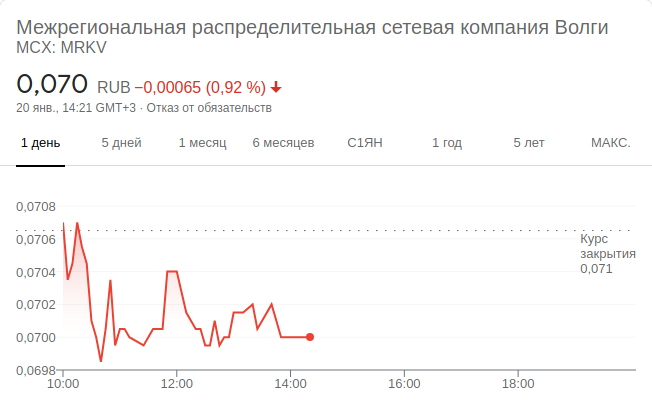 Межрегиональная распределительная сетевая компания Волги
MCX: MRKV
0,070 RUB −0,00065 (0,92 %)
20 янв., 14:21 GMT+3 · Отказ от обязательств
1 день 5 дней 1 месяц 6 месяцев С1ЯН 1 год 5 лет МАКС.
0,0708
0,0706
0,0704
0,0702
0,0700
0,0698
Курс
закрытия
0,071
10:00 12:00 14:00 16:00 18:00